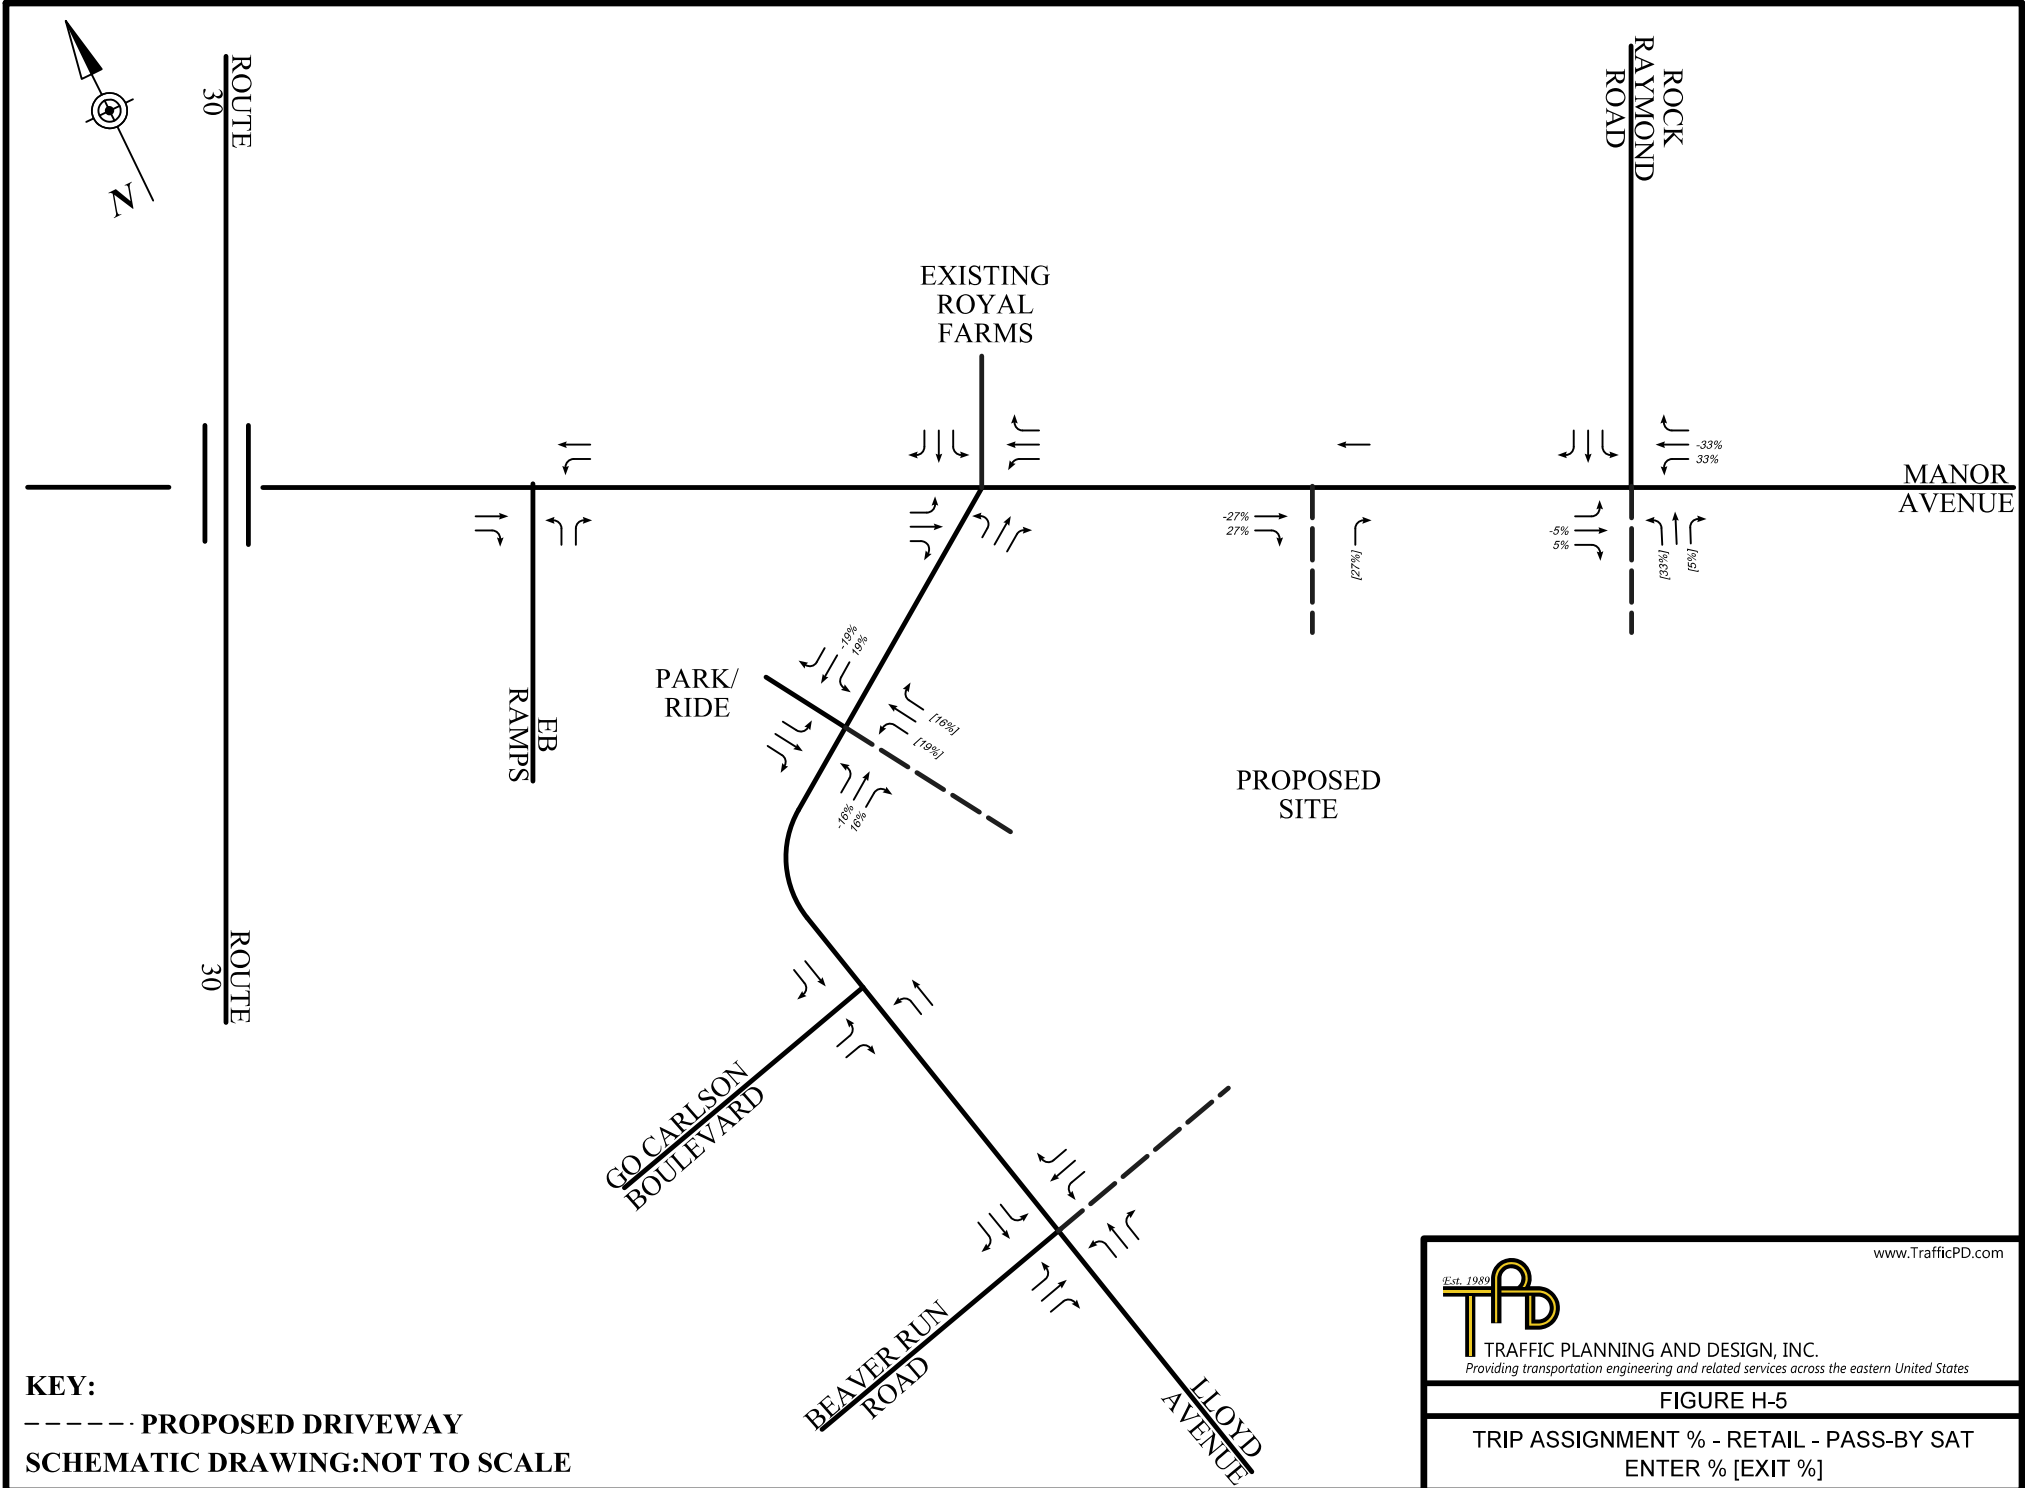 ROUTE
30
N
ROCK
RAYMOND
ROAD
EXISTING
ROYAL
FARMS
-33%
33%
MANOR
AVENUE
-27%
27%
[27%]
-5%
5%
[33%]
[5%]
-19%
19%
PARK/
RIDE
[16%]
[19%]
EB
RAMPS
-16%
16%
PROPOSED
SITE
ROUTE
30
GO CARLSON
BOULEVARD
BEAVER RUN
ROAD
LLOYD
AVENUE
KEY:
PROPOSED DRIVEWAY
SCHEMATIC DRAWING:NOT TO SCALE
www.TrafficPD.com
Est. 1989
TPD
TRAFFIC PLANNING AND DESIGN, INC.
Providing transportation engineering and related services across the eastern United States
FIGURE H-5
TRIP ASSIGNMENT % - RETAIL - PASS-BY SAT
ENTER % [EXIT %]